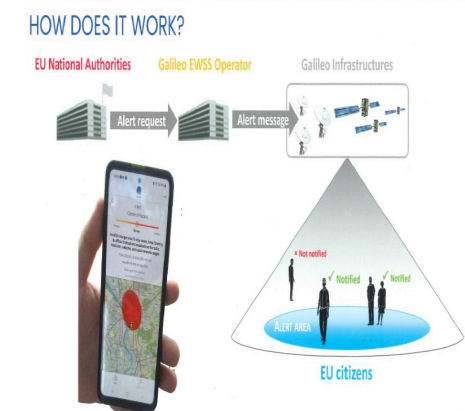 HOW DOES IT WORK?
EU National Authorities
Galileo EWSS Operator
Galileo Infrastructures
Alert request
Alert message
× Not notified
✓ Notified
✓ Notified
ALERT AREA
EU citizens